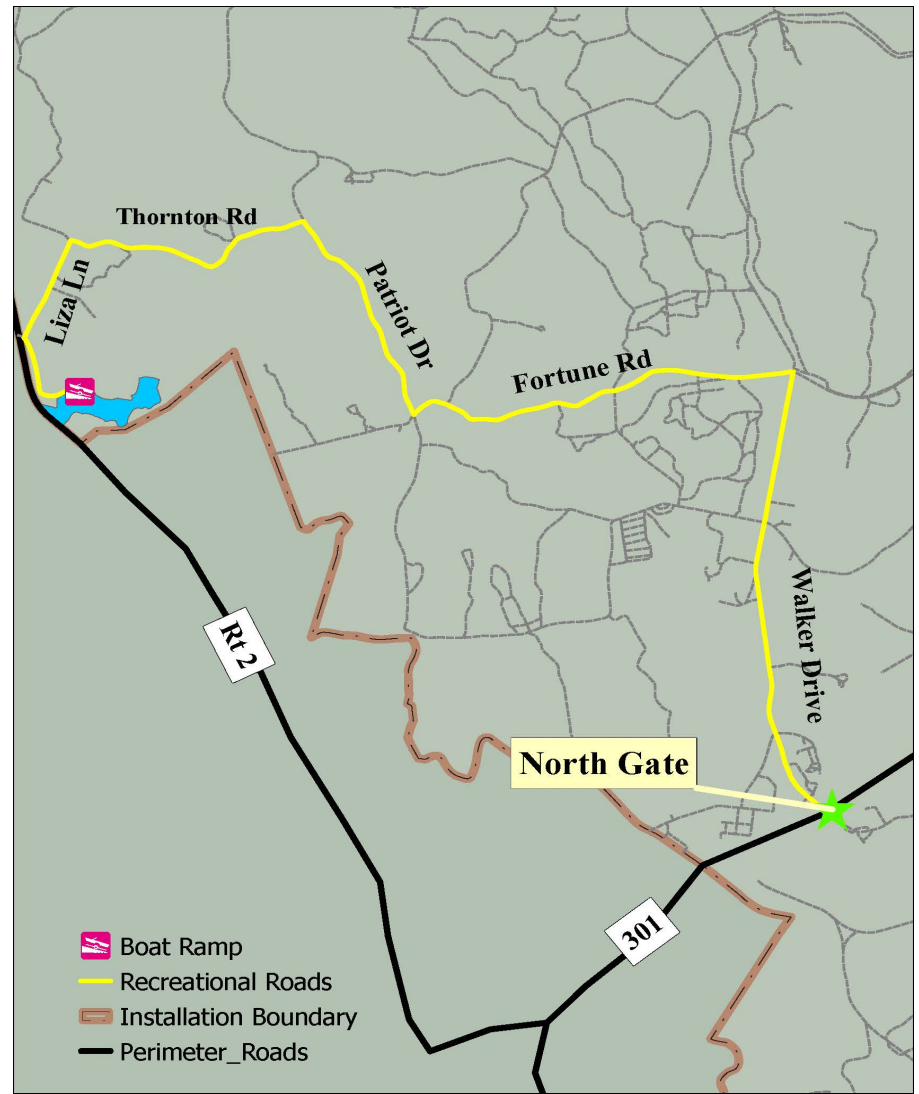 Thornton Rd
Liza Ln
Patriot Dr
Fortune Rd
Walker Drive
Rt 2
North Gate
301
Boat Ramp
Recreational Roads
Installation Boundary
Perimeter_Roads